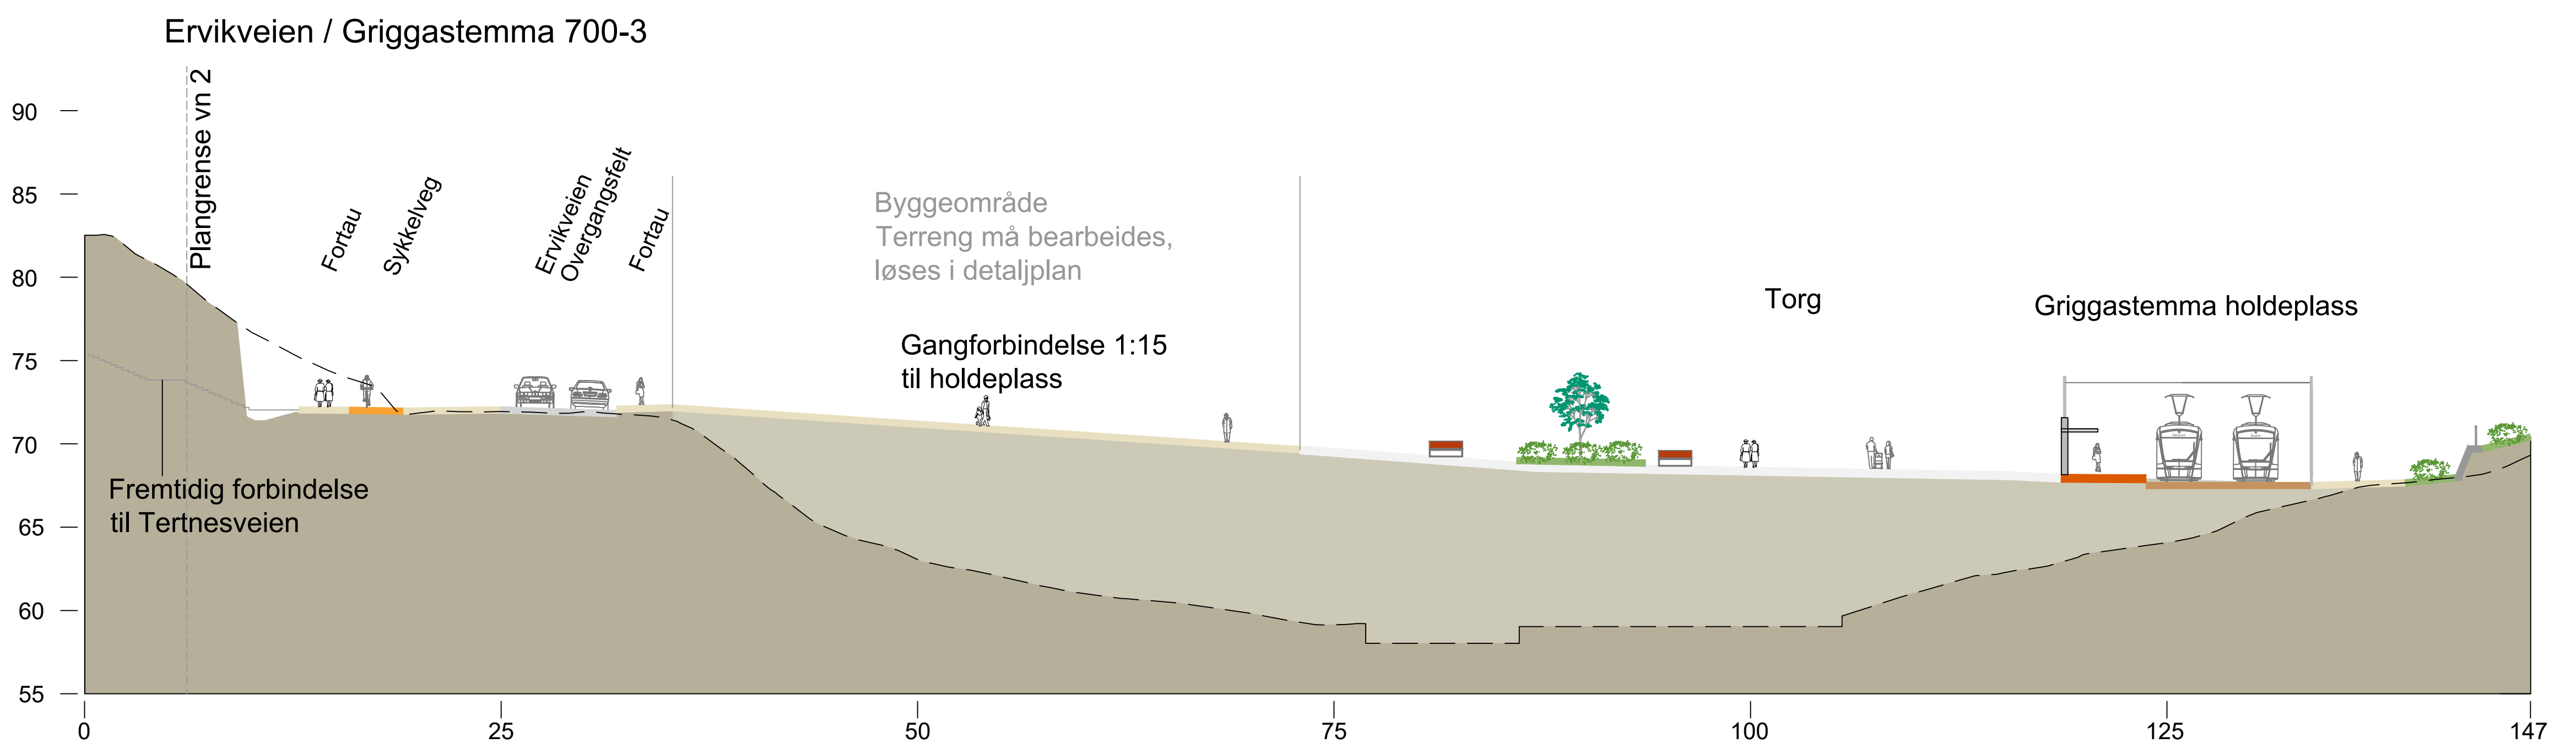 Ervikveien / Griggastemma 700-3
Plangrense vn 2
Fortau
Sykkelveg
Ervikveien
Overgangsfelt
Fortau
Byggeområde
Terreng må bearbeides,
løses i detaljplan
Gangforbindelse 1:15
til holdeplass
Torg
Griggastemma holdeplass
Fremtidig forbindelse
til Tertnesveien
90
85
80
75
70
65
60
55
0
25
50
75
100
125
147